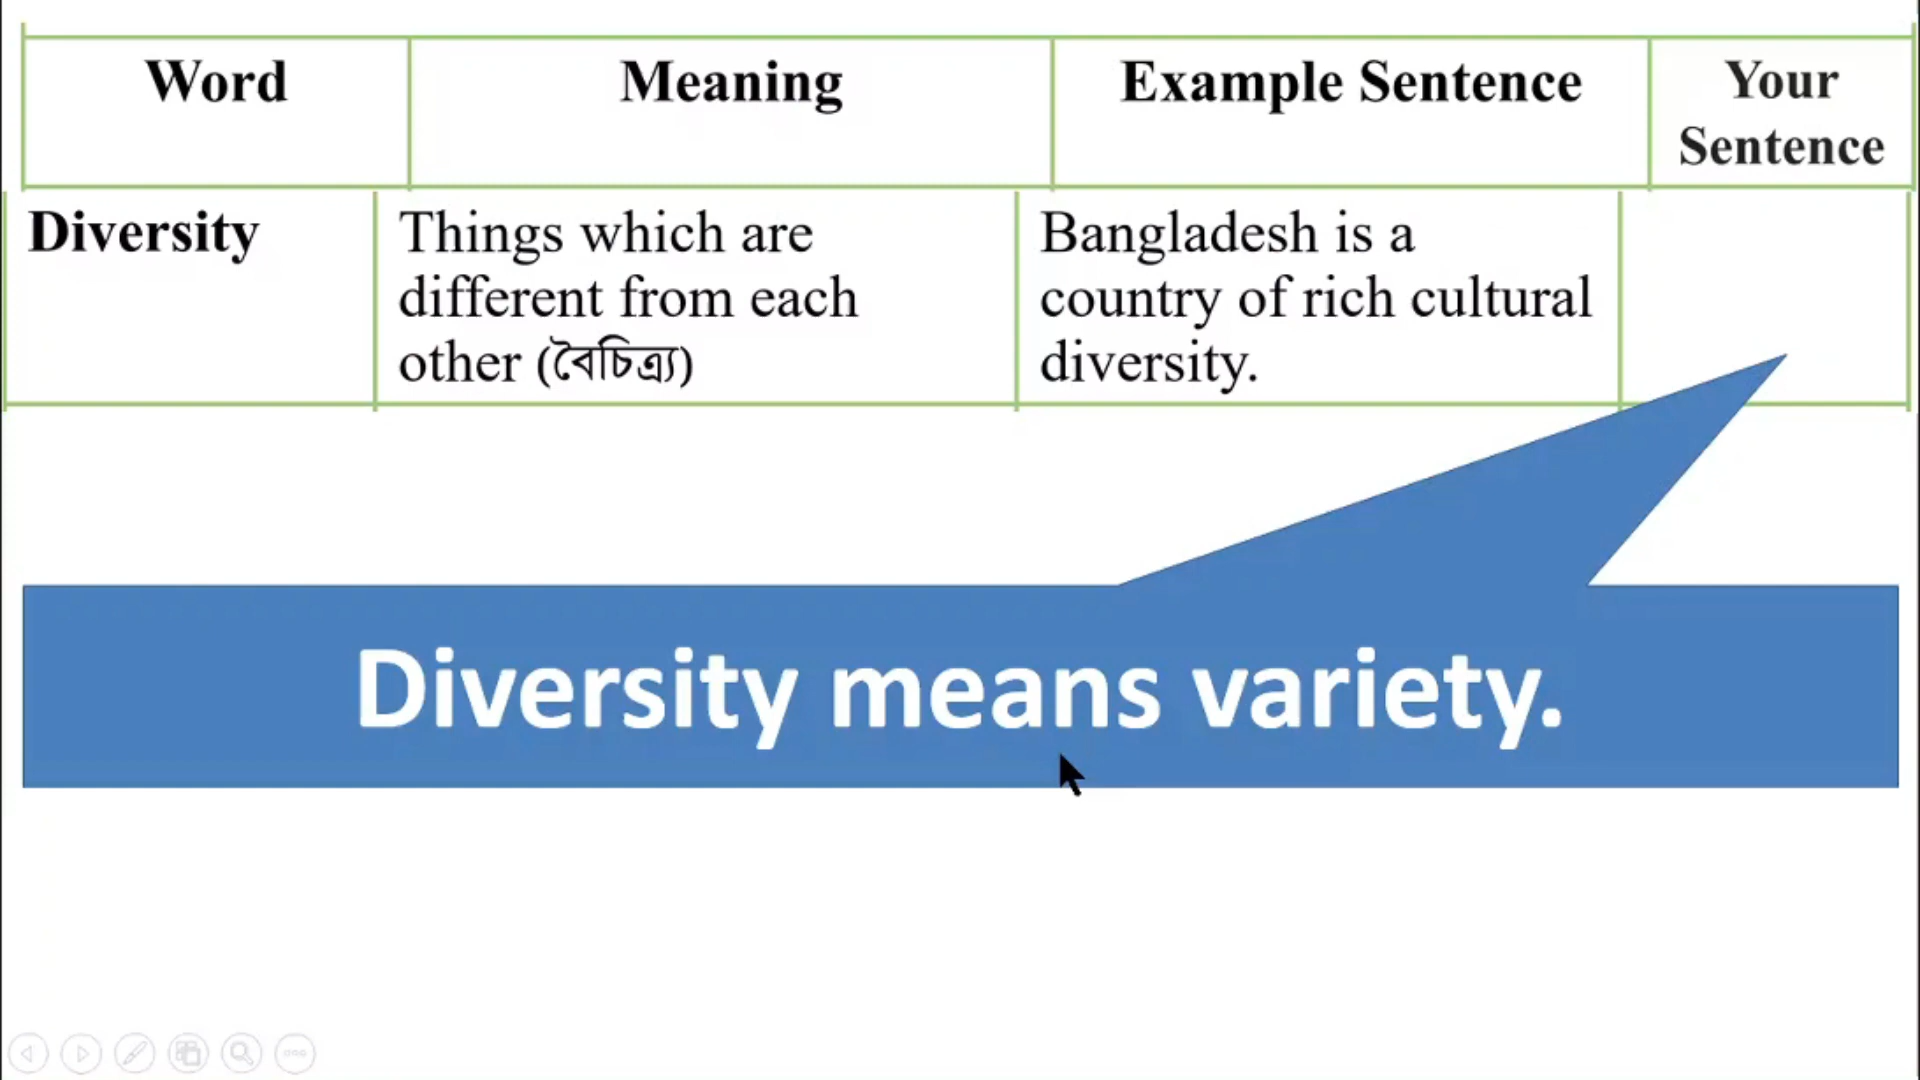 Word
Meaning
Example Sentence
Your
Sentence
Diversity
Things which are
different from each
other (বৈচিত্র্য)
Bangladesh is a
country of rich cultural
diversity.
Diversity means variety.